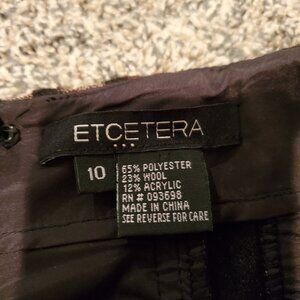 ETCETERA
10
65% POLYESTER
23% WOOL
12% ACRYLIC
RN # 093698
MADE IN CHINA
SEE REVERSE FOR CARE